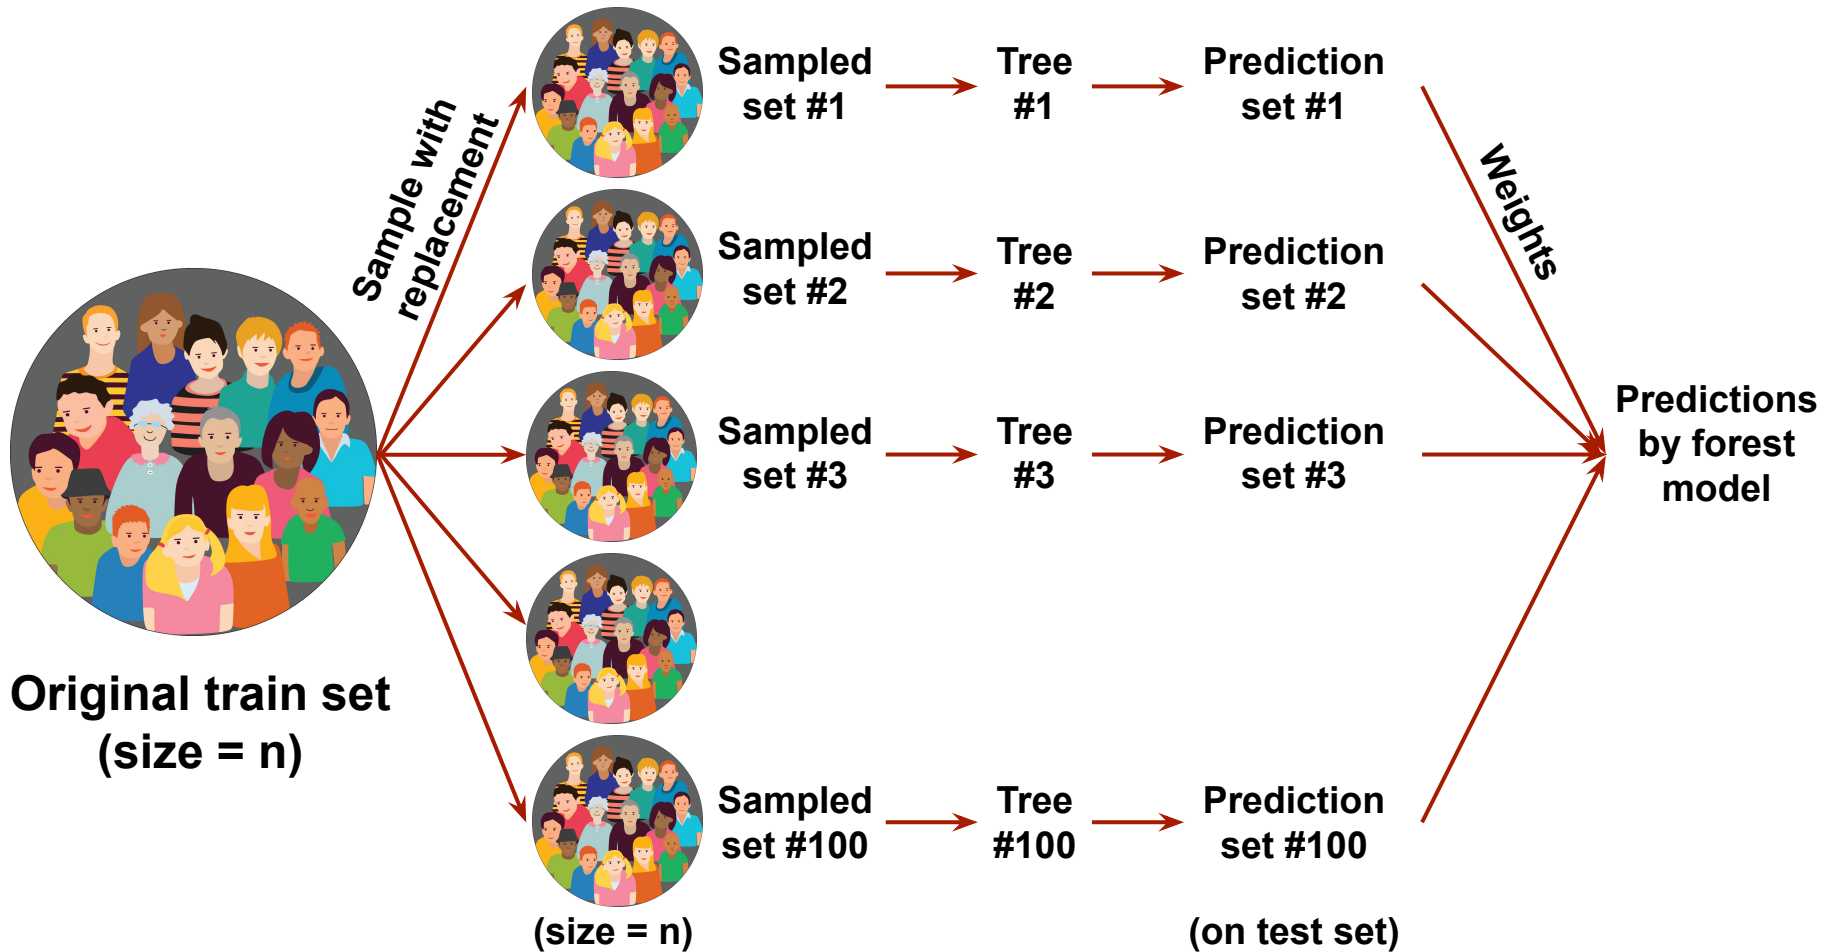 Original train set
(size = n)
Sample with
replacement
Sampled
set #1
Tree
#1
Prediction
set #1
Sampled
set #2
Tree
#2
Prediction
set #2
Sampled
set #3
Tree
#3
Prediction
set #3
Sampled
set #100
Tree
#100
Prediction
set #100
(size = n)
(on test set)
Weights
Predictions
by forest
model